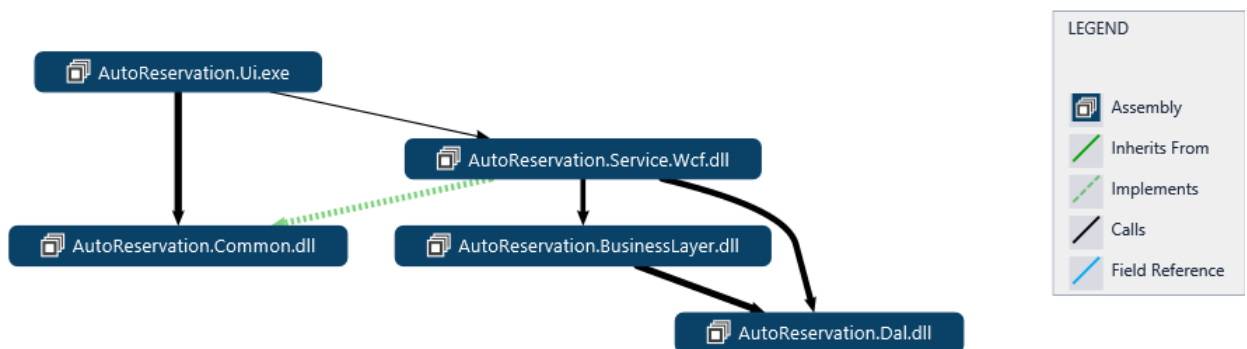 LEGEND
AutoReservation.Ui.exe
Assembly
AutoReservation.Service.Wcf.dll
Inherits From
Implements
AutoReservation.Common.dll
AutoReservation.BusinessLayer.dll
Calls
Field Reference
AutoReservation.Dal.dll